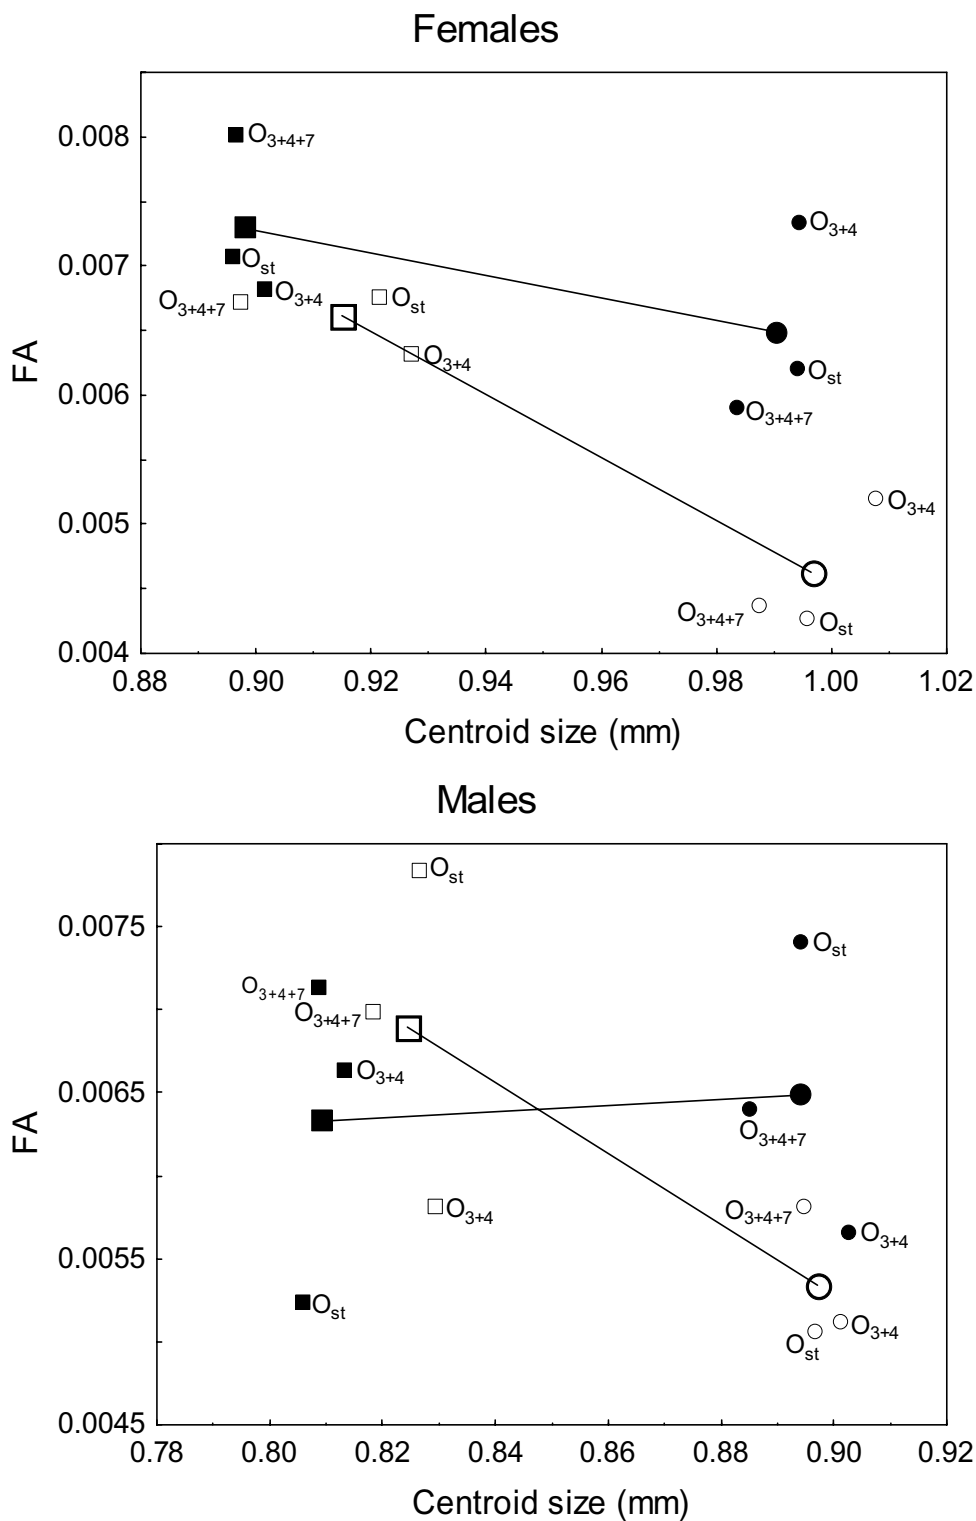 Females
0.008
0.007
0.006
0.005
0.004
FA
O3+4+7
O3+4
Ost
O3+4
O3+4+7
Ost
O3+4
Ost
O3+4+7
O3+4
O3+4+7
Ost
0.88 0.90 0.92 0.94 0.96 0.98 1.00 1.02
Centroid size (mm)
Males
0.0075
0.0065
0.0055
0.0045
FA
Ost
Ost
O3+4+7
O3+4+7
O3+4
O3+4+7
O3+4
O3+4+7
O3+4
Ost
O3+4
Ost
0.78 0.80 0.82 0.84 0.86 0.88 0.90 0.92
Centroid size (mm)